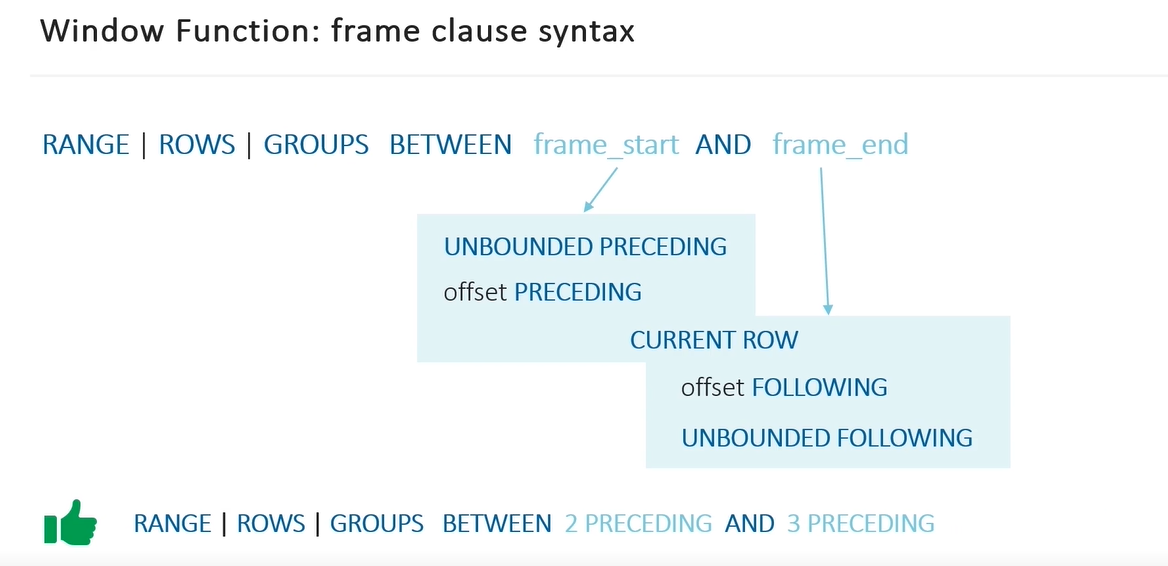 Window Function: frame clause syntax
RANGE | ROWS | GROUPS BETWEEN frame_start AND frame_end
UNBOUNDED PRECEDING
offset PRECEDING
CURRENT ROW
offset FOLLOWING
UNBOUNDED FOLLOWING
RANGE | ROWS | GROUPS BETWEEN 2 PRECEDING AND 3 PRECEDING